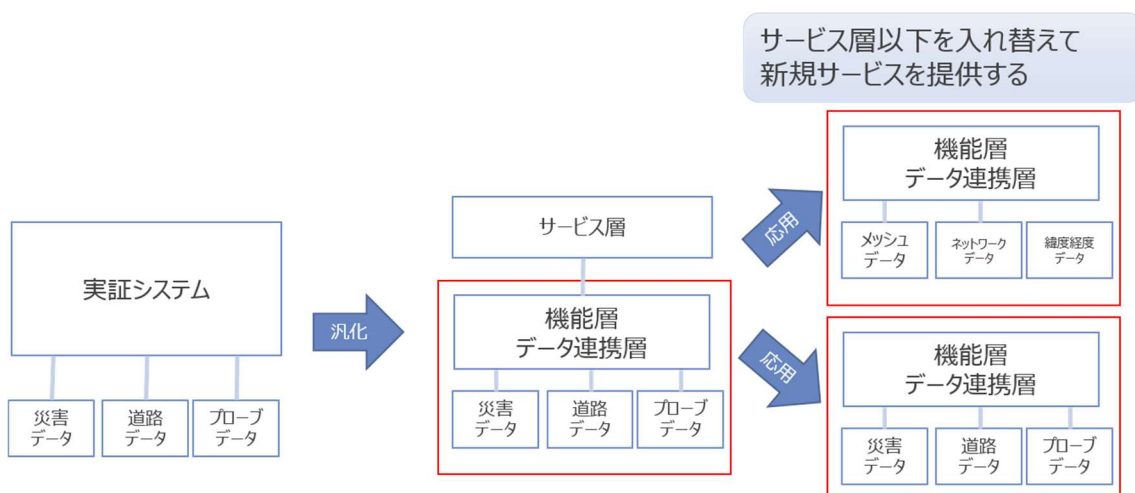 サービス層以下を入れ替えて
新規サービスを提供する
実証システム
災害
データ
道路
データ
プローブ
データ
汎化
サービス層
機能層
データ連携層
災害
データ
道路
データ
プローブ
データ
応用
応用
機能層
データ連携層
メッシュ
データ
ネットワーク
データ
緯度経度
データ
機能層
データ連携層
災害
データ
道路
データ
プローブ
データ